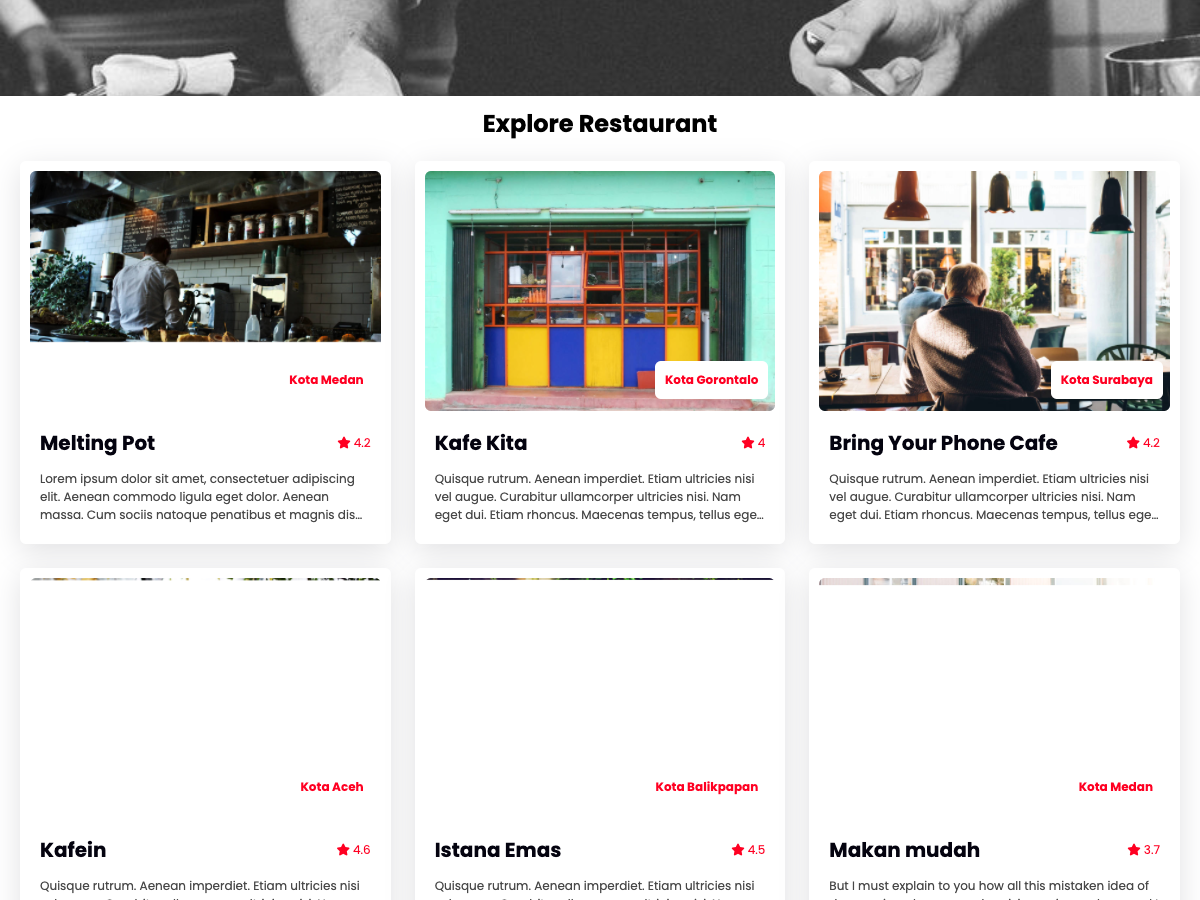 Explore Restaurant
Kota Medan
Kota Gorontalo
Kota Surabaya
Melting Pot
4.2
Lorem ipsum dolor sit amet, consectetuer adipiscing
elit. Aenean commodo ligula eget dolor. Aenean
massa. Cum sociis natoque penatibus et magnis dis…
Kafe Kita
4
Quisque rutrum. Aenean imperdiet. Etiam ultricies nisi
vel augue. Curabitur ullamcorper ultricies nisi. Nam
eget dui. Etiam rhoncus. Maecenas tempus, tellus ege…
Bring Your Phone Cafe
4.2
Quisque rutrum. Aenean imperdiet. Etiam ultricies nisi
vel augue. Curabitur ullamcorper ultricies nisi. Nam
eget dui. Etiam rhoncus. Maecenas tempus, tellus ege…
Kota Aceh
Kota Balikpapan
Kota Medan
Kafein
4.6
Quisque rutrum. Aenean imperdiet. Etiam ultricies nisi
Istana Emas
4.5
Quisque rutrum. Aenean imperdiet. Etiam ultricies nisi
Makan mudah
3.7
But I must explain to you how all this mistaken idea of